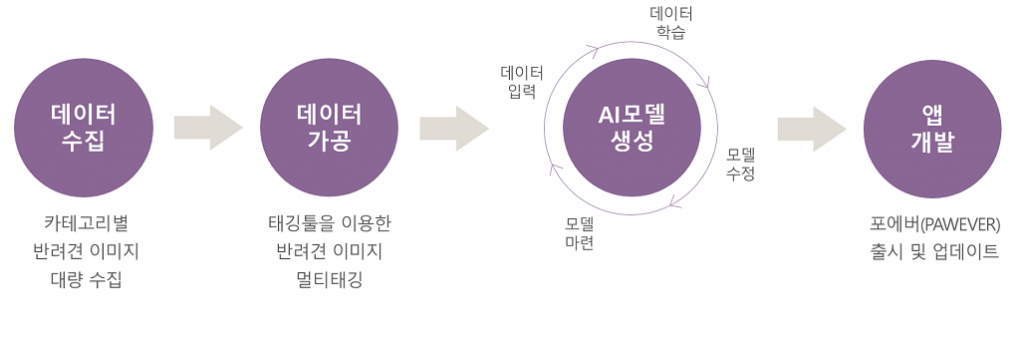 데이터
수집
카테고리별
반려견 이미지
대량 수집
데이터
가공
태깅툴을 이용한
반려견 이미지
멀티태깅
AI모델
생성
데이터
입력
데이터
학습
모델
수정
모델
마련
앱
개발
포에버(PAWEVER)
출시 및 업데이트